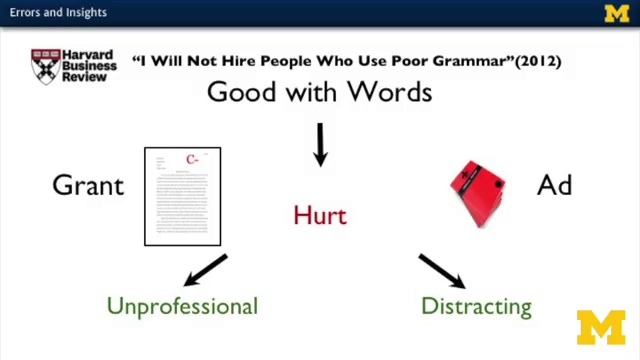 Errors and Insights
M
Harvard
Business
Review
“I Will Not Hire People Who Use Poor Grammar”(2012)
Good with Words
Grant
C-
Ad
Hurt
Unprofessional
Distracting
M